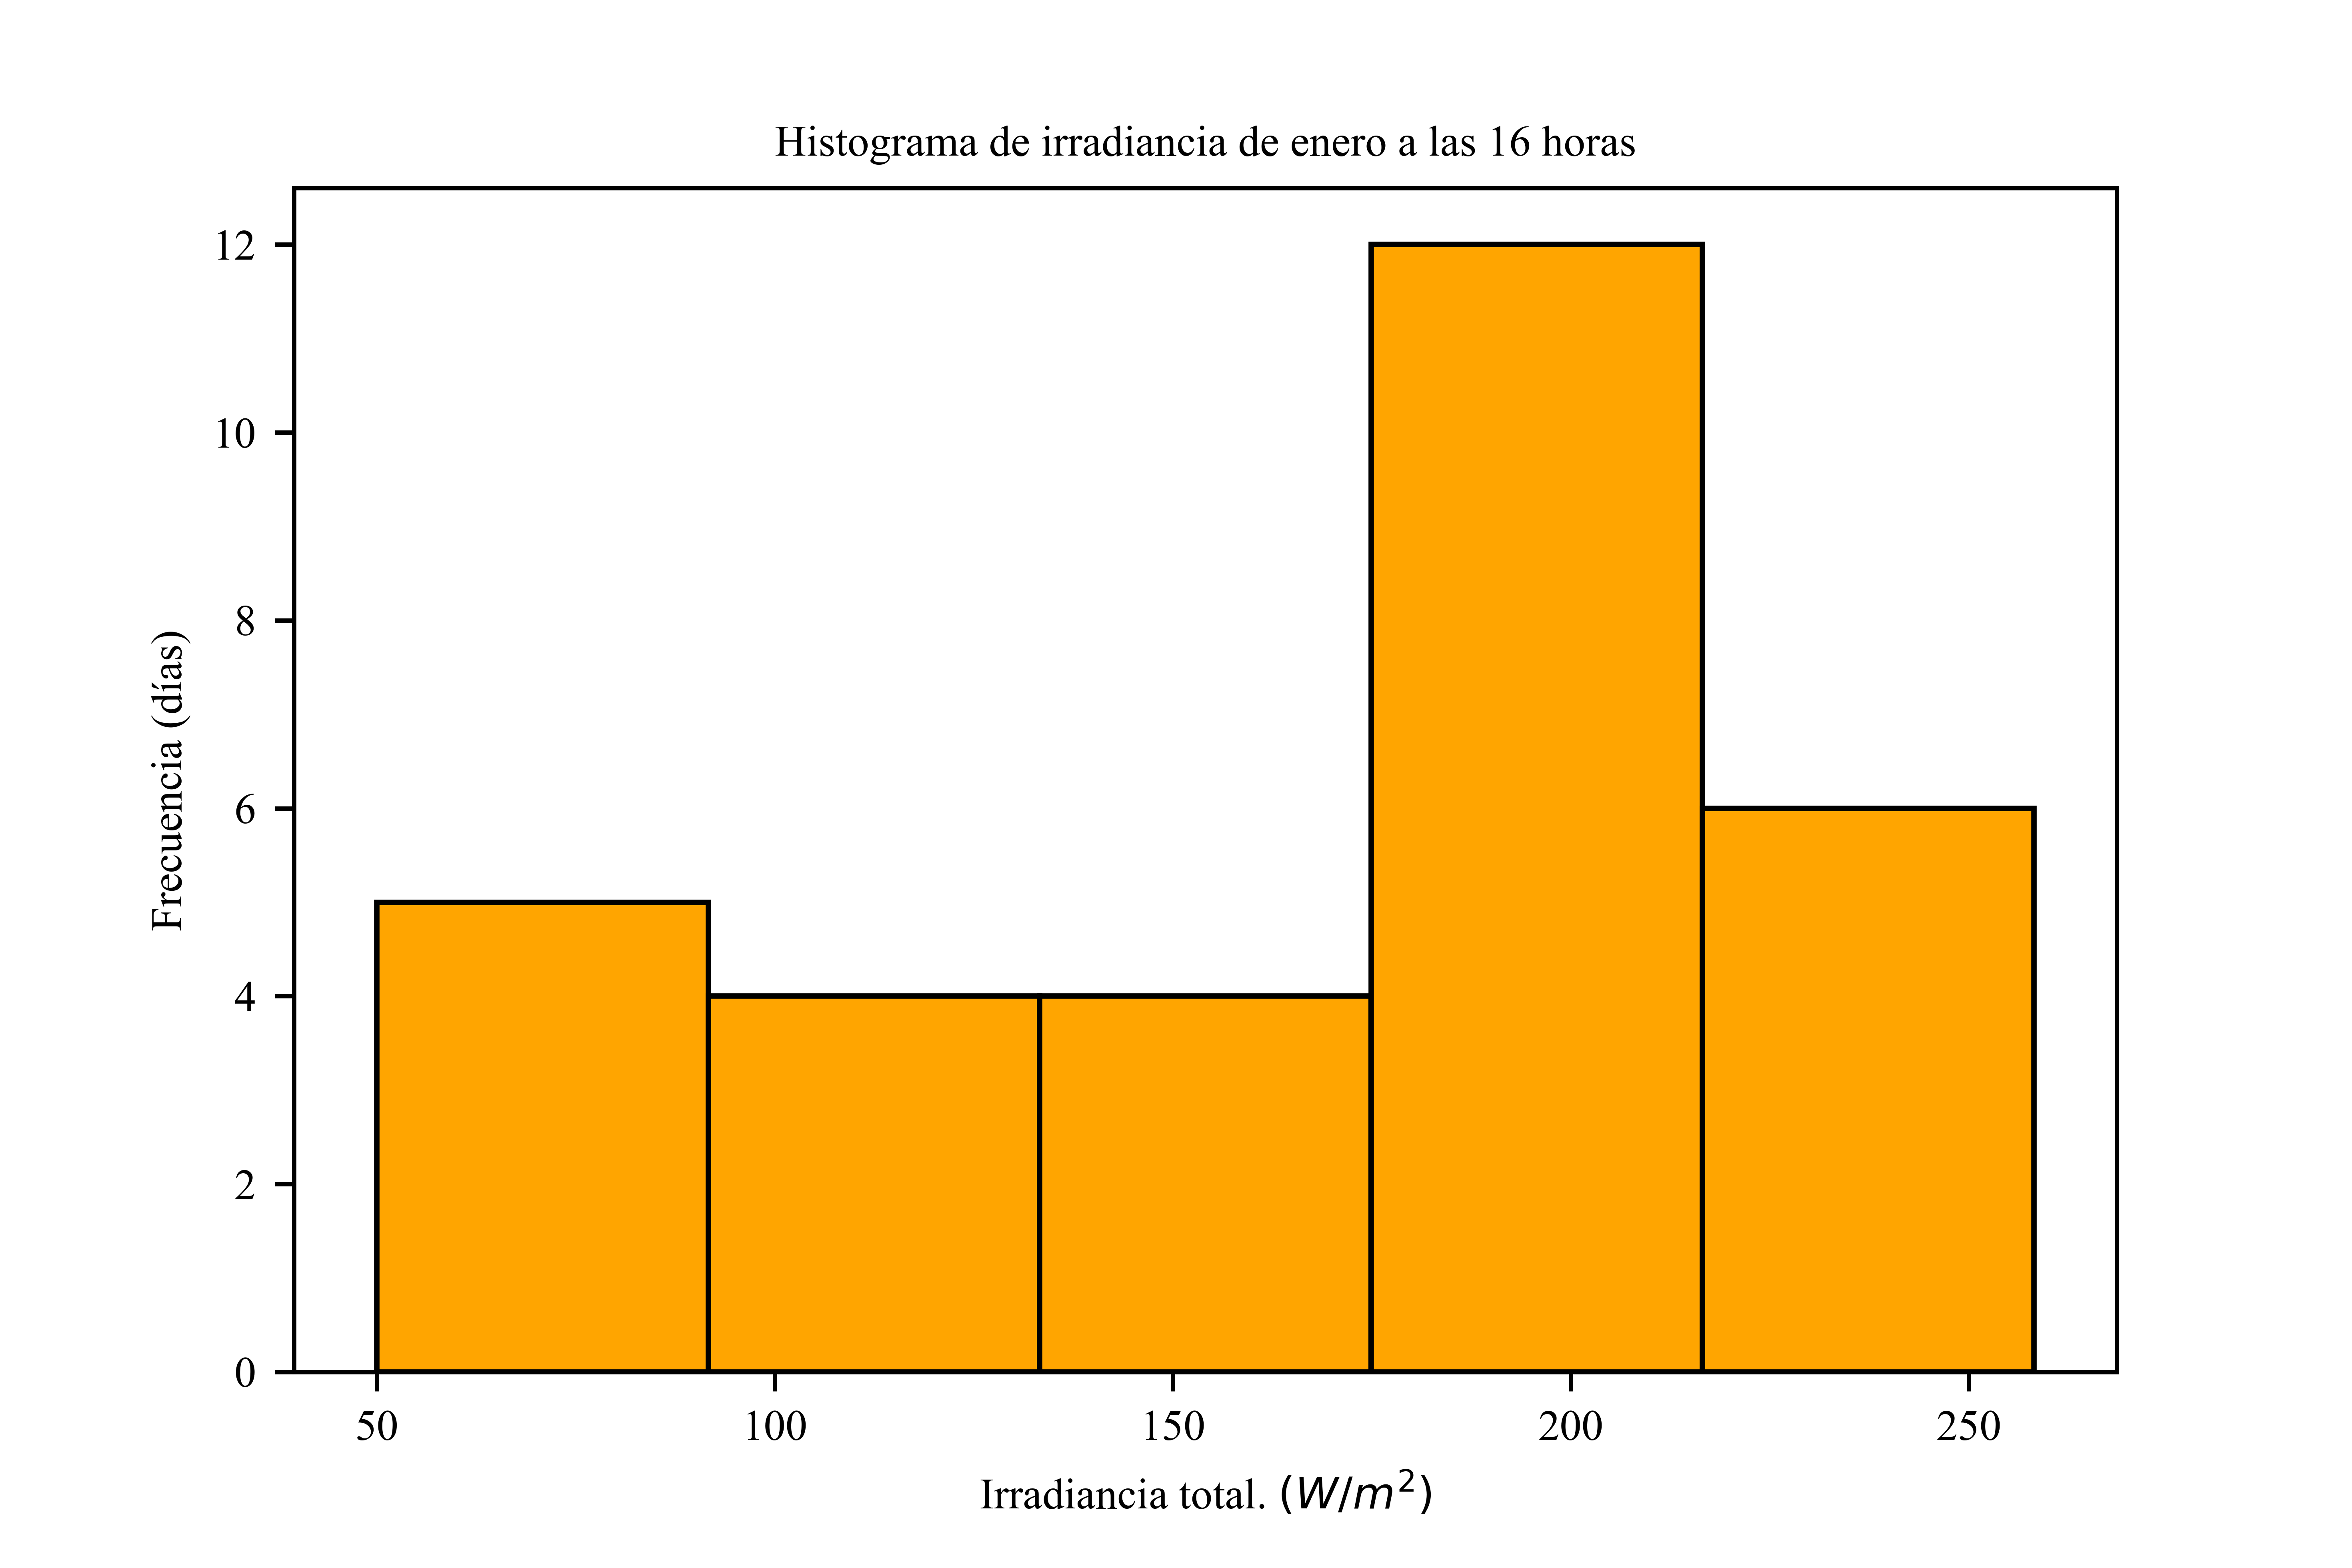 Histograma de irradiancia de enero a las 16 horas
12
10
8
6
4
2
0
Frecuencia (días)
50 100 150 200 250
Irradiancia total. (W/m²)